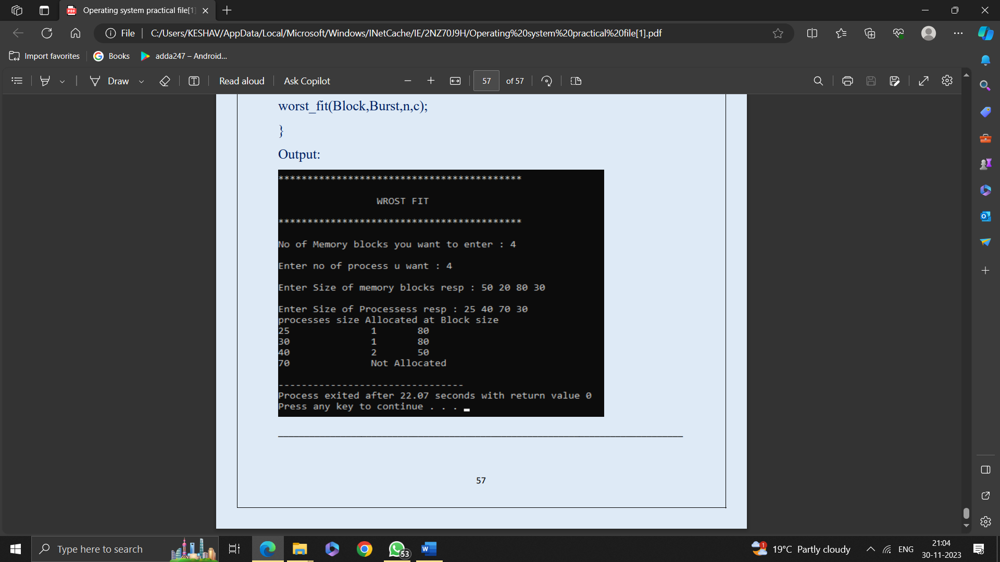 Operating system practical file[1]
File C:/Users/KESHAV/AppData/Local/Microsoft/Windows/INetCache/IE/2NZ70J9H/Operating%20system%20practical%20file[1].pdf
Import favorites Books adda247 – Android...
Draw Read aloud Ask Copilot 57 of 57
worst_fit(Block,Burst,n,c);
}
Output:
******************************************
WROST FIT
******************************************
No of Memory blocks you want to enter : 4
Enter no of process u want : 4
Enter Size of memory blocks resp : 50 20 80 30
Enter Size of Processess resp : 25 40 70 30
processes size Allocated at Block size
25 1 80
30 1 80
40 2 50
70 Not Allocated
--------------------------------
Process exited after 22.07 seconds with return value 0
Press any key to continue . . .
57
Type here to search 53 1 19°C Partly cloudy ENG 21:04
30-11-2023